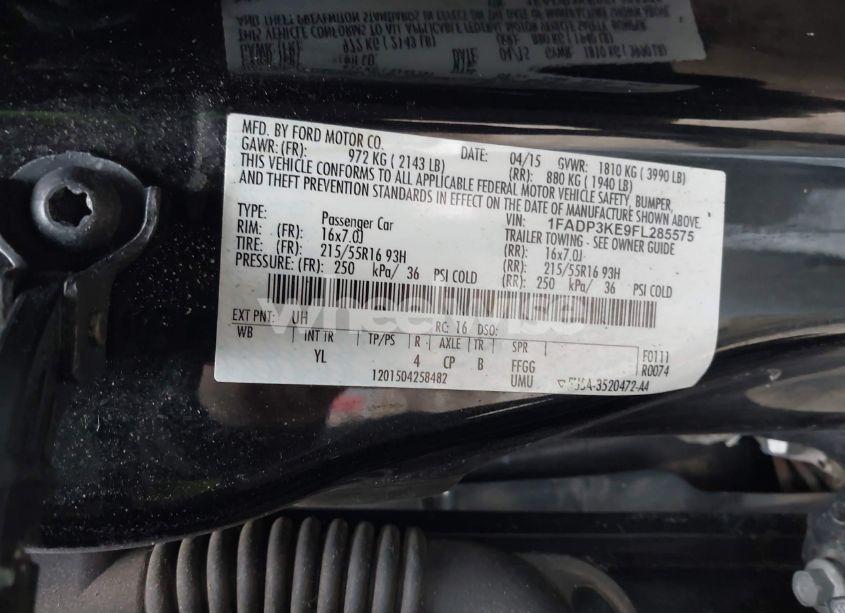 MFD. BY FORD MOTOR CO.
DATE: 04/15 GVWR: 1810 KG ( 3990 LB)
GAWR: (FR): 972 KG ( 2143 LB) (RR): 880 KG ( 1940 LB)
THIS VEHICLE CONFORMS TO ALL APPLICABLE FEDERAL MOTOR VEHICLE SAFETY, BUMPER,
AND THEFT PREVENTION STANDARDS IN EFFECT ON THE DATE OF MANUFACTURE SHOWN ABOVE.
VIN: 1FADP3KE9FL285575
TYPE: Passenger Car TRAILER TOWING - SEE OWNER GUIDE
RIM: (FR): 16x7.0J (RR): 16x7.0J
TIRE: (FR): 215/55R16 93H (RR): 215/55R16 93H
PRESSURE: (FR): 250 kPa/ 36 PSI COLD (RR): 250 kPa/ 36 PSI COLD
EXT PNT: UH RC: 16 DSO:
WB INT TR TP/PS R AXLE TR SPR F0111
YL 4 CP B FFGG R0074
UMU
1201504258482